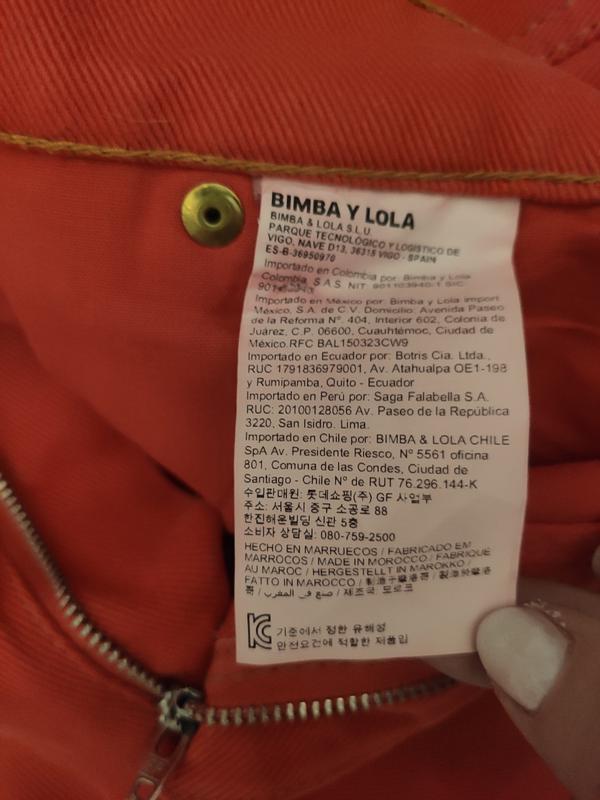 BIMBA Y LOLA
BIMBA & LOLA S.L.U.
PARQUE TECNOLÓGICO Y LOGISTICO DE
VIGO, NAVE D13, 36315 VIGO - SPAIN
ES-B-36950970
Importado en Colombia por: Bimba y Lola
Colombia, S.A.S. NIT: 901103940-1 SIC:
Importado en México por: Bimba y Lola Import
México, S.A. de C.V. Domicilio: Avenida Paseo
de la Reforma Nº. 404, Interior 602, Colonia de
Juárez, C.P. 06600, Cuauhtémoc, Ciudad de
México.RFC BAL150323CW9
Importado en Ecuador por: Botris Cia. Ltda.,
RUC 1791836979001, Av. Atahualpa OE1-198
y Rumipamba, Quito - Ecuador
Importado en Perú por: Saga Falabella S.A.
RUC: 20100128056 Av. Paseo de la República
3220, San Isidro. Lima.
Importado en Chile por: BIMBA & LOLA CHILE
SpA Av. Presidente Riesco, Nº 5561 oficina
801, Comuna de las Condes, Ciudad de
Santiago - Chile Nº de RUT 76.296.144-K
수입판매원: 롯데쇼핑(주) GF 사업부
주소: 서울시 중구 소공로 88
한진해운빌딩 신관 5층
소비자 상담실: 080-759-2500
HECHO EN MARRUECOS / FABRICADO EM
MARROCOS / MADE IN MOROCCO / FABRIQUÉ
AU MAROC / HERGESTELLT IN MAROKKO /
FATTO IN MAROCCO /
/ صنع في المغرب / 제조국 모로코
KC 기준에서 정한 유해성
안전요건에 적합한 제품임